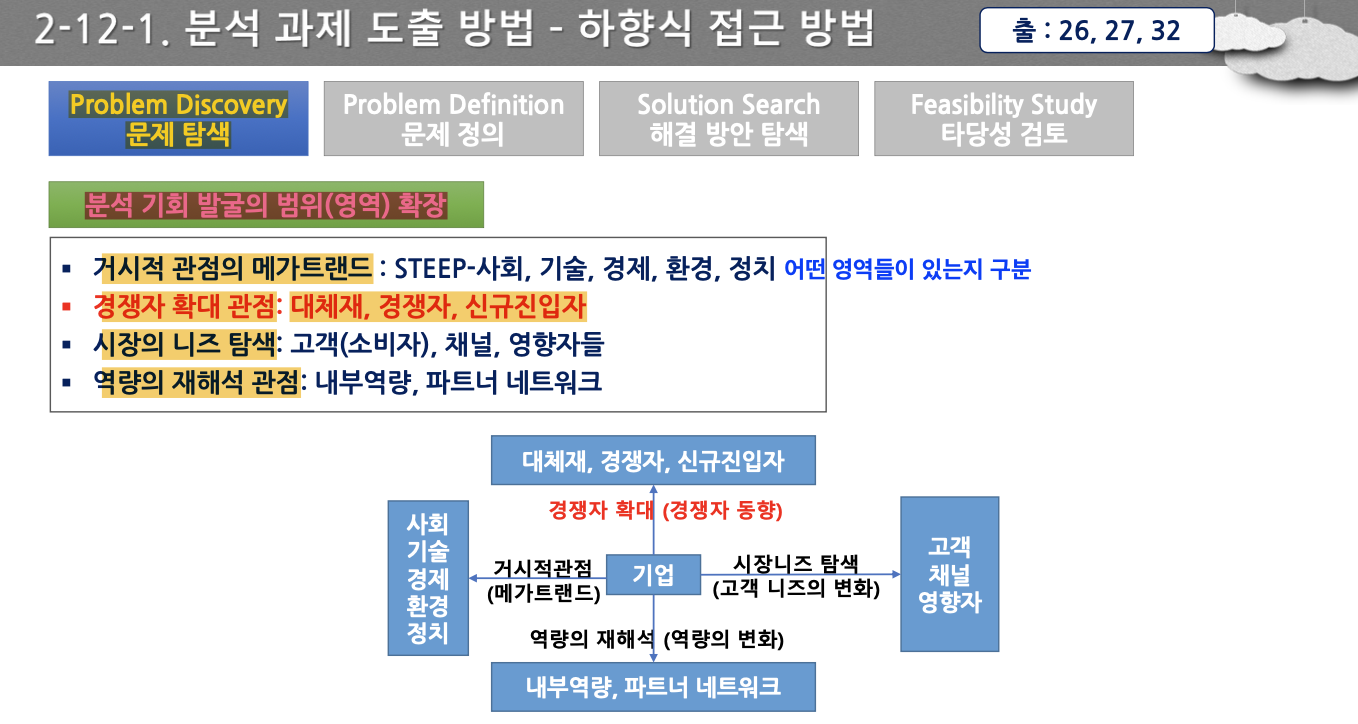 2-12-1. 분석 과제 도출 방법 - 하향식 접근 방법
출 : 26, 27, 32
Problem Discovery
문제 탐색
Problem Definition
문제 정의
Solution Search
해결 방안 탐색
Feasibility Study
타당성 검토
분석 기회 발굴의 범위(영역) 확장
▪ 거시적 관점의 메가트랜드 : STEEP-사회, 기술, 경제, 환경, 정치 어떤 영역들이 있는지 구분
▪ 경쟁자 확대 관점: 대체재, 경쟁자, 신규진입자
▪ 시장의 니즈 탐색: 고객(소비자), 채널, 영향자들
▪ 역량의 재해석 관점: 내부역량, 파트너 네트워크
대체재, 경쟁자, 신규진입자
경쟁자 확대 (경쟁자 동향)
사회
기술
경제
환경
정치
거시적관점
(메가트랜드)
기업
시장니즈 탐색
(고객 니즈의 변화)
고객
채널
영향자
역량의 재해석 (역량의 변화)
내부역량, 파트너 네트워크